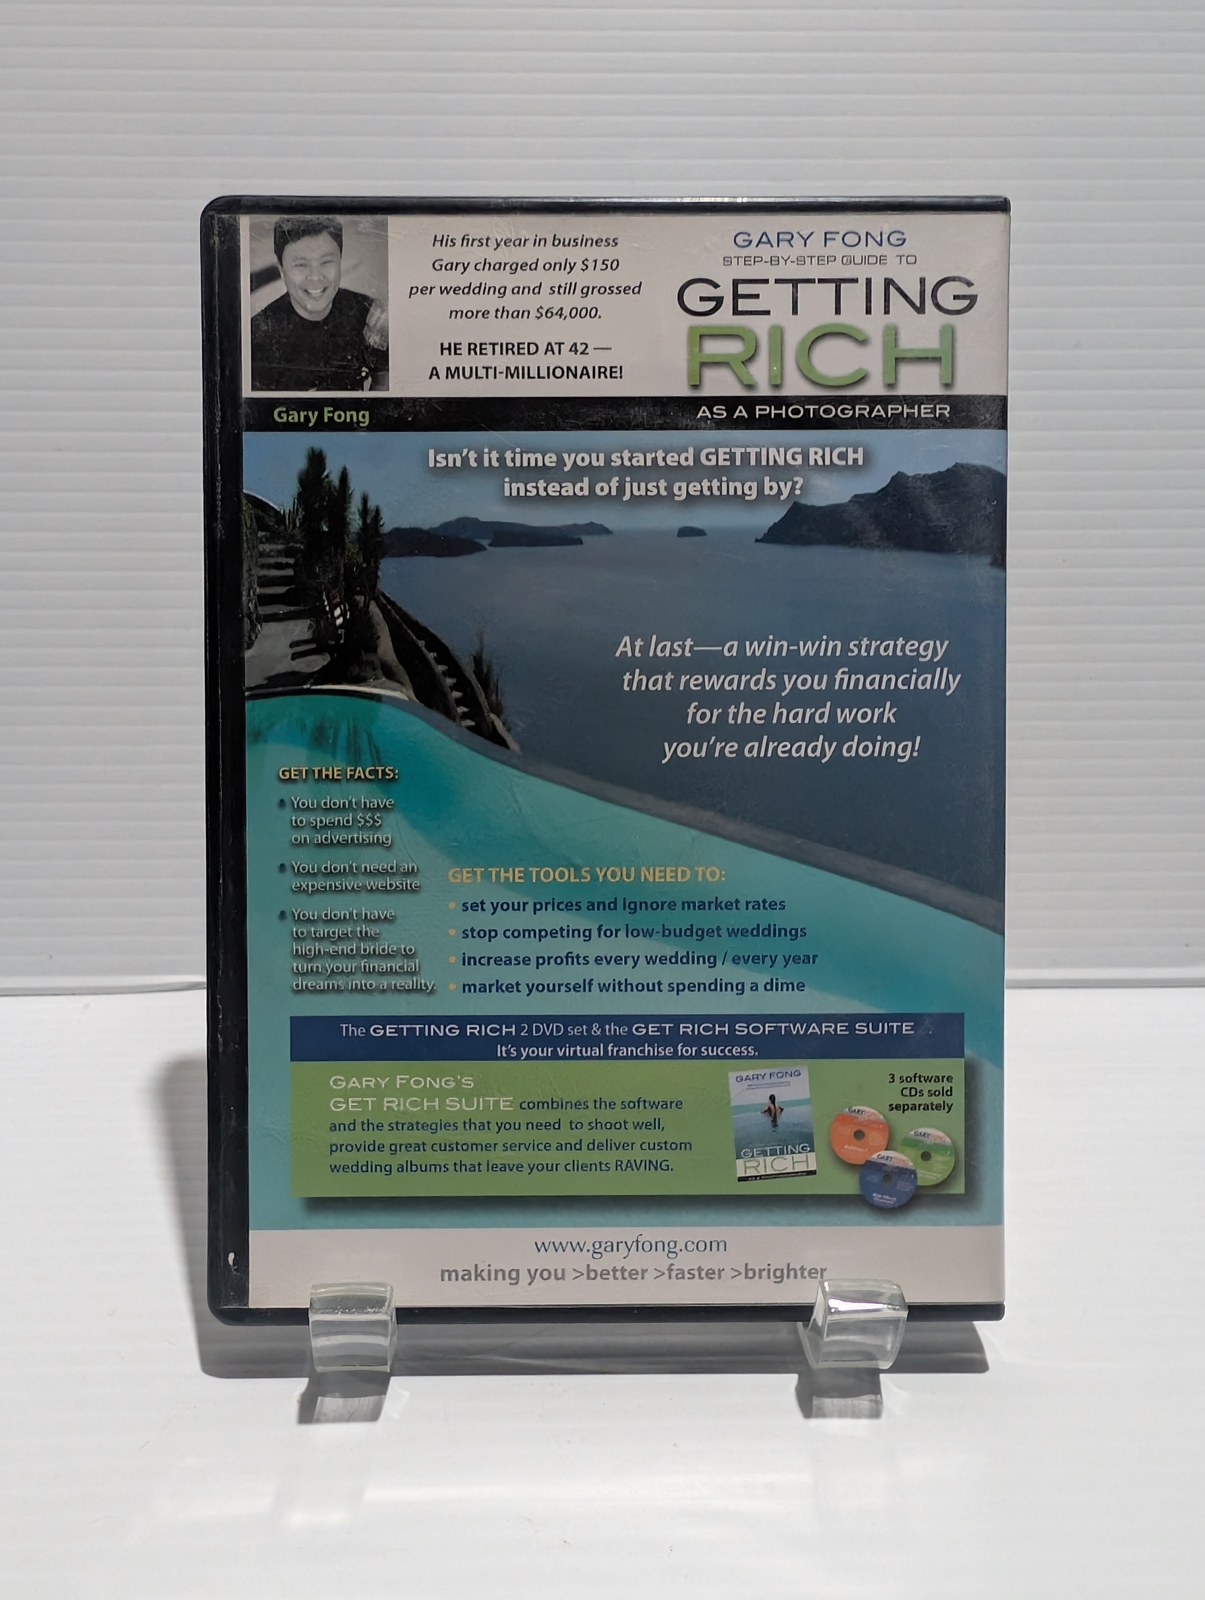 His first year in business
Gary charged only $150
per wedding and still grossed
more than $64,000.
HE RETIRED AT 42 —
A MULTI-MILLIONAIRE!
GARY FONG
STEP-BY-STEP GUIDE TO
GETTING
RICH
AS A PHOTOGRAPHER
Gary Fong
Isn't it time you started GETTING RICH
instead of just getting by?
At last—a win-win strategy
that rewards you financially
for the hard work
you're already doing!
GET THE FACTS:
• You don't have
to spend $$$
on advertising
• You don't need an
expensive website
• You don't have
to target the
high-end bride to
turn your financial
dreams into a reality.
GET THE TOOLS YOU NEED TO:
• set your prices and ignore market rates
• stop competing for low-budget weddings
• increase profits every wedding / every year
• market yourself without spending a dime
The GETTING RICH 2 DVD set & the GET RICH SOFTWARE SUITE . .
It's your virtual franchise for success.
GARY FONG'S
GET RICH SUITE combines the software
and the strategies that you need to shoot well,
provide great customer service and deliver custom
wedding albums that leave your clients RAVING.
GARY FONG
GETTING
RICH
3 software
CDs sold
separately
www.garyfong.com
making you >better >faster >brighter